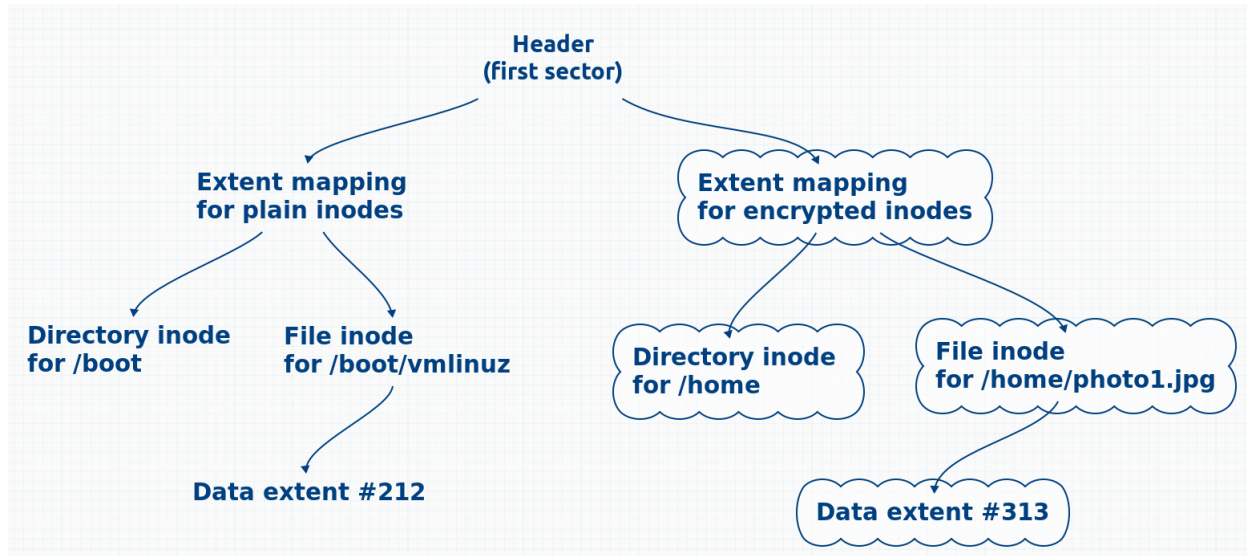 Header
(first sector)
Extent mapping
for plain inodes
Extent mapping
for encrypted inodes
Directory inode
for /boot
File inode
for /boot/vmlinuz
Directory inode
for /home
File inode
for /home/photo1.jpg
Data extent #212
Data extent #313